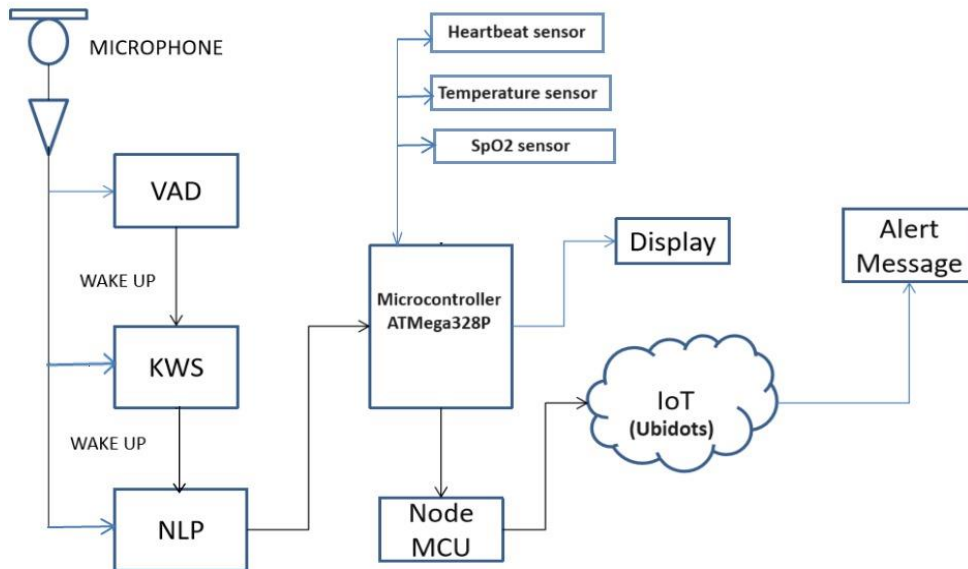 MICROPHONE
Heartbeat sensor
Temperature sensor
SpO2 sensor
VAD
WAKE UP
KWS
WAKE UP
NLP
Microcontroller
ATMega328P
Display
Alert
Message
IoT
(Ubidots)
Node
MCU